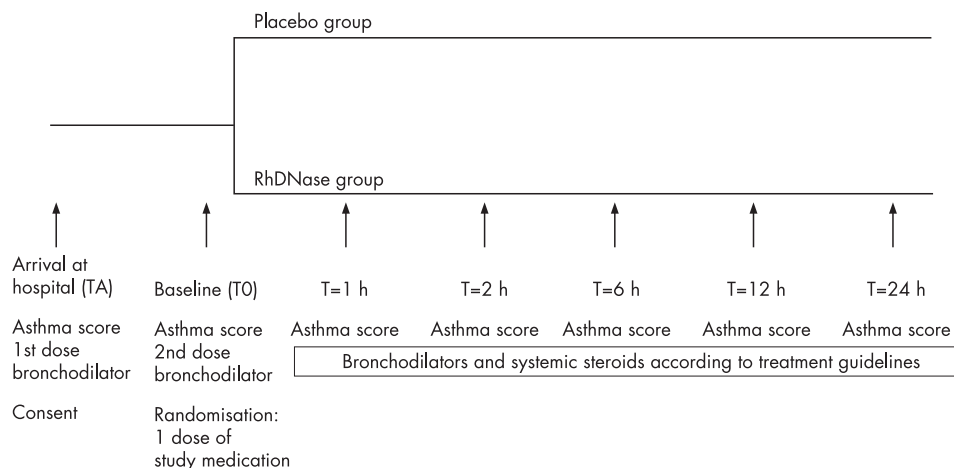 Placebo group
RhDNase group
Arrival at
hospital (TA)
Baseline (T0)
T=1 h
T=2 h
T=6 h
T=12 h
T=24 h
Asthma score
1st dose
bronchodilator
Asthma score
2nd dose
bronchodilator
Asthma score
Asthma score
Asthma score
Asthma score
Asthma score
Bronchodilators and systemic steroids according to treatment guidelines
Consent
Randomisation:
1 dose of
study medication